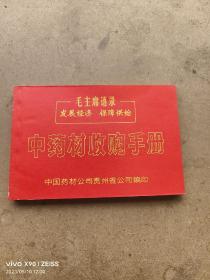 毛主席语录
发展经济 保障供给
中药材收购手册
中国药材公司贵州省公司编印
vivo X90 | ZEISS
2023/09/10 12:00